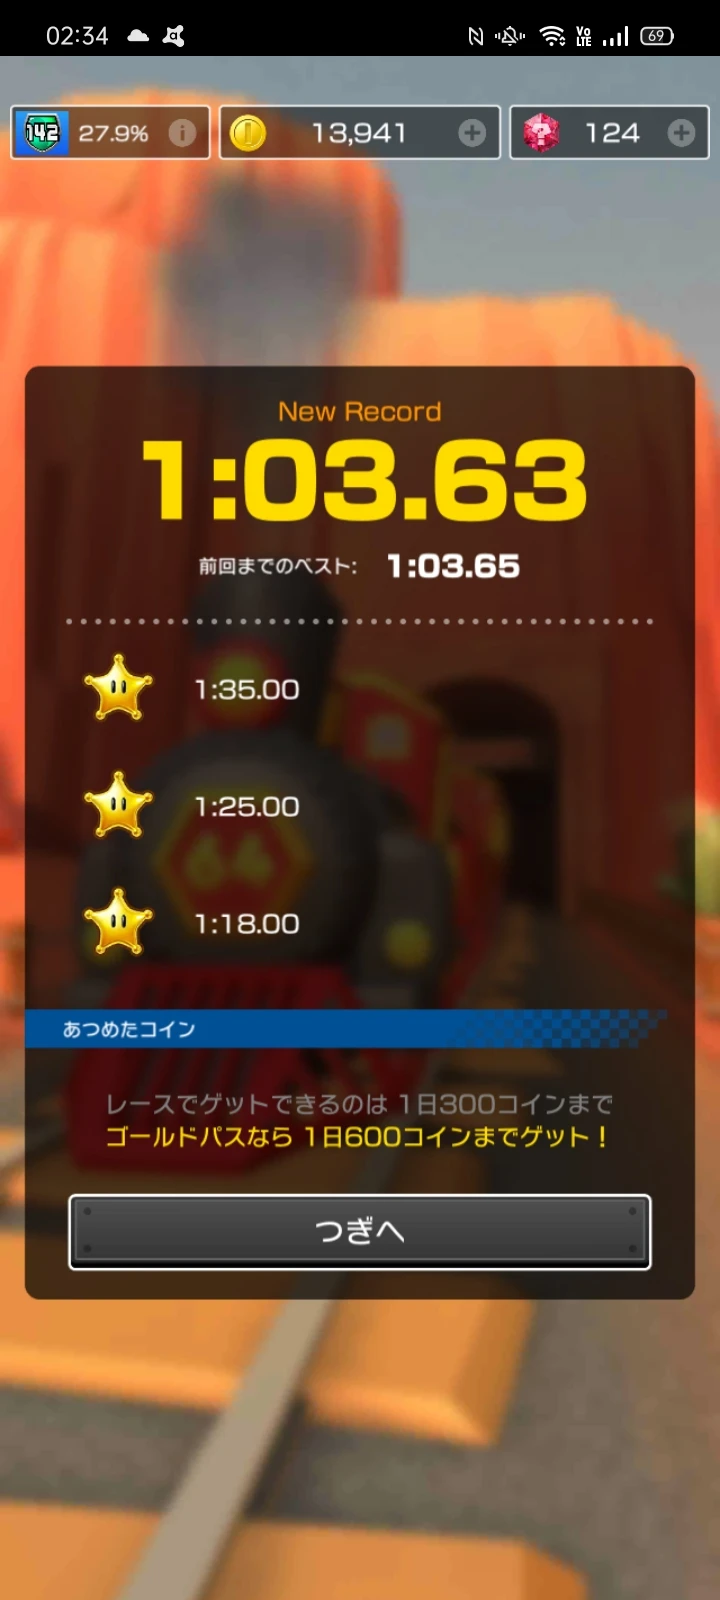 02:34 Vo LTE 69
142 27.9% i 13,941 + ? 124 +
New Record
1:03.63
前回までのベスト: 1:03.65
1:35.00
1:25.00
64
1:18.00
あつめたコイン
レースでゲットできるのは 1日300コインまで
ゴールドパスなら 1日600コインまでゲット！
つぎへ